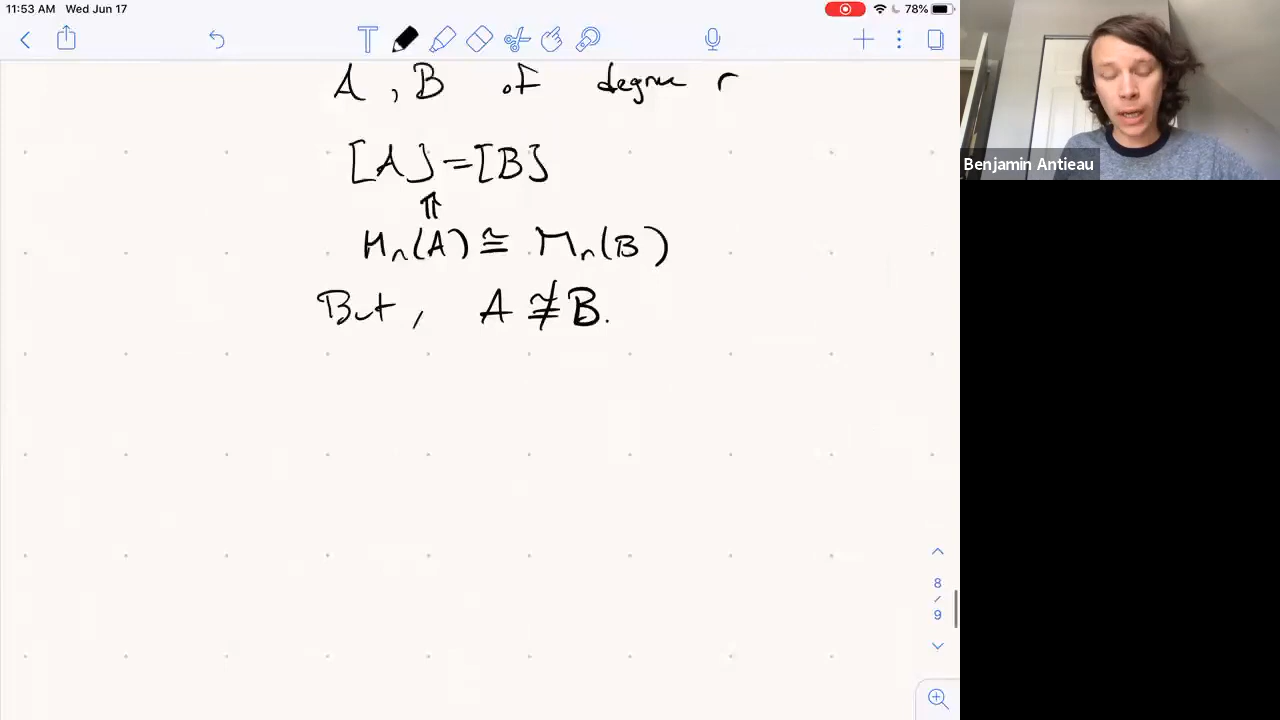 11:53 AM Wed Jun 17
78%
A, B of degree r
[A] = [B]
⇑
Mn(A) ≅ Mn(B)
But, A ≇ B.
Benjamin Antieau
8
/
9